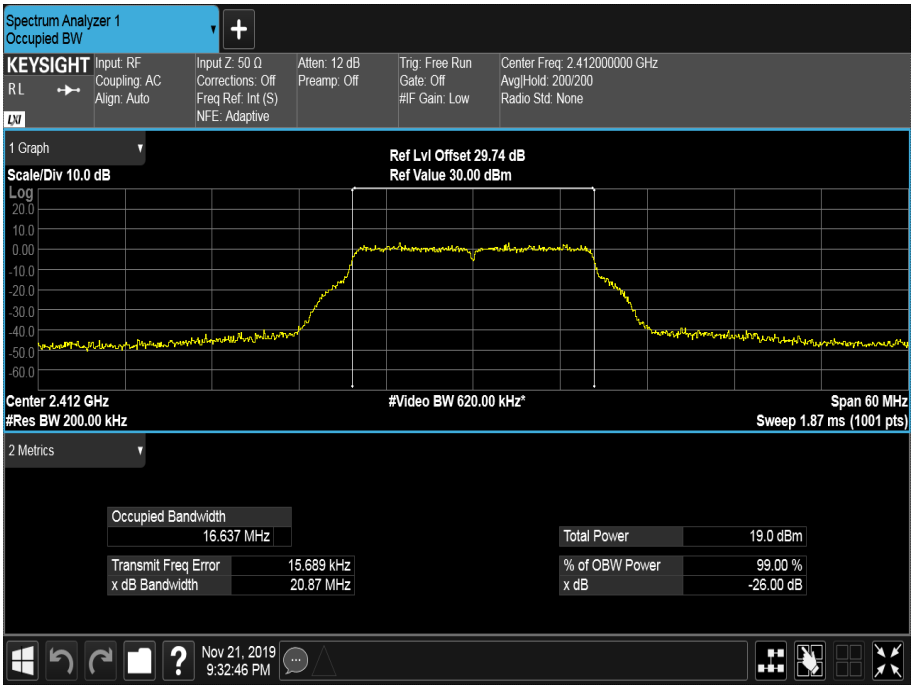 Spectrum Analyzer 1
Occupied BW
+
KEYSIGHT
R L
LXI
Input: RF
Coupling: AC
Align: Auto
Input Z: 50 Ω
Corrections: Off
Freq Ref: Int (S)
NFE: Adaptive
Atten: 12 dB
Preamp: Off
Trig: Free Run
Gate: Off
#IF Gain: Low
Center Freq: 2.412000000 GHz
Avg|Hold: 200/200
Radio Std: None
1 Graph
Scale/Div 10.0 dB
Ref Lvl Offset 29.74 dB
Ref Value 30.00 dBm
Log
20.0
10.0
0.00
-10.0
-20.0
-30.0
-40.0
-50.0
-60.0
Center 2.412 GHz
#Video BW 620.00 kHz*
Span 60 MHz
#Res BW 200.00 kHz
Sweep 1.87 ms (1001 pts)
2 Metrics
Occupied Bandwidth
16.637 MHz
Total Power 19.0 dBm
Transmit Freq Error 15.689 kHz
% of OBW Power 99.00 %
x dB Bandwidth 20.87 MHz
x dB -26.00 dB
?
Nov 21, 2019
9:32:46 PM